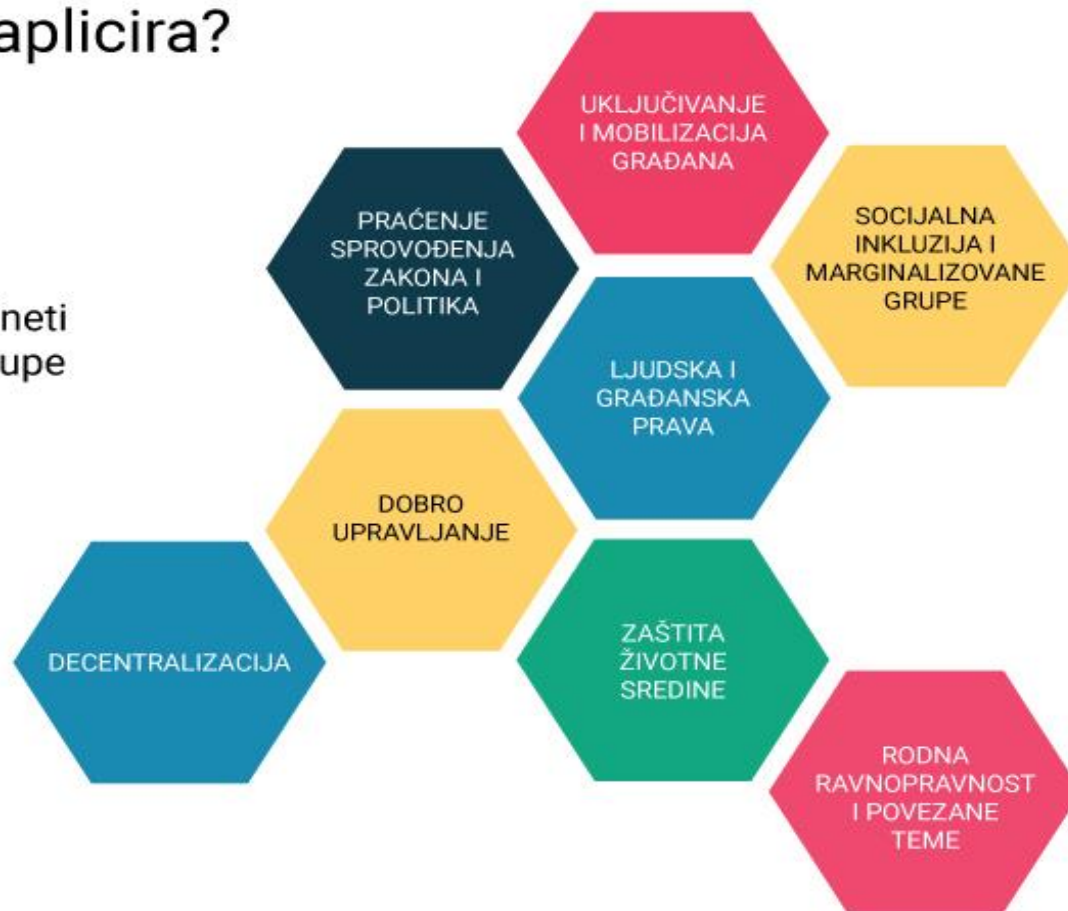 aplicira?
UKLJUČIVANJE
I MOBILIZACIJA
GRAĐANA
PRAĆENJE
SPROVOĐENJA
ZAKONA I
POLITIKA
SOCIJALNA
INKLUZIJA I
MARGINALIZOVANE
GRUPE
neti
upe
LJUDSKA I
GRAĐANSKA
PRAVA
DOBRO
UPRAVLJANJE
DECENTRALIZACIJA
ZAŠTITA
ŽIVOTNE
SREDINE
RODNA
RAVNOPRAVNOST
I POVEZANE
TEME